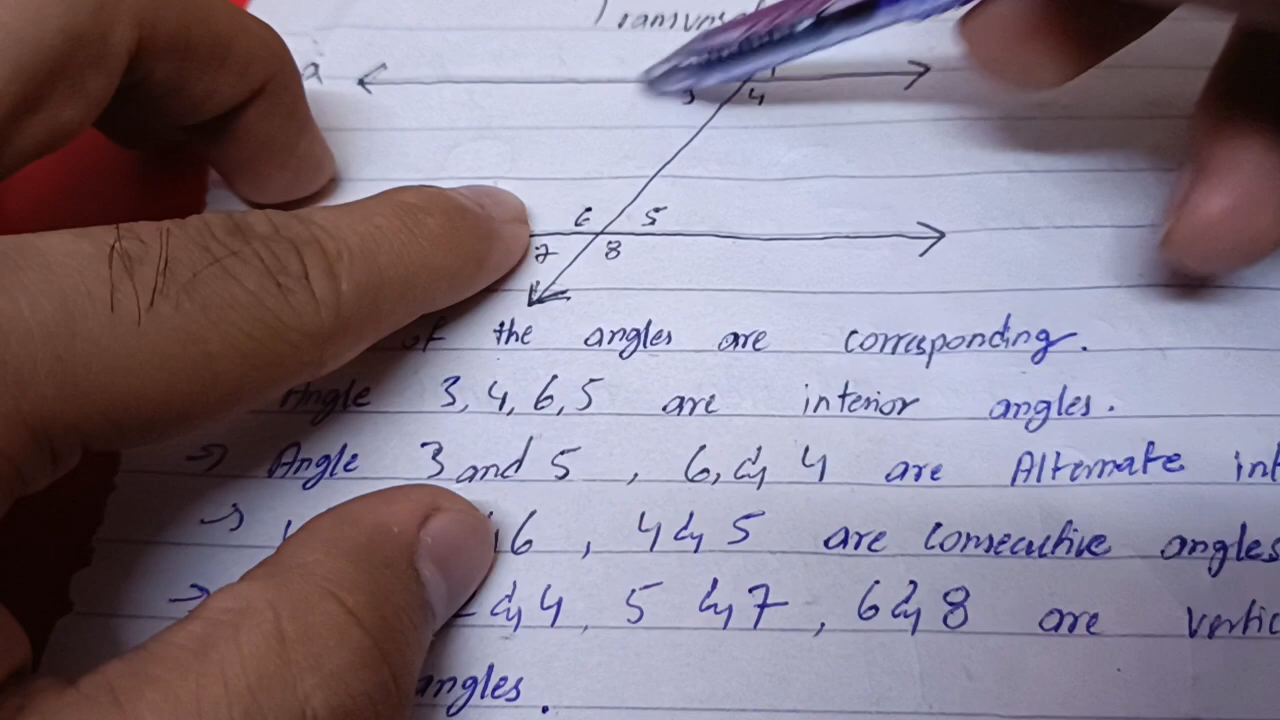 a
4
6 5
7 8
of the angles are corresponding.
Angle 3,4,6,5 are interior angles.
→ Angle 3 and 5 , 6, & 4 are Alternate int
→ 6 , 4 & 5 are consecutive angles
→ & 4, 5 & 7 , 6 & 8 are vertic
angles.